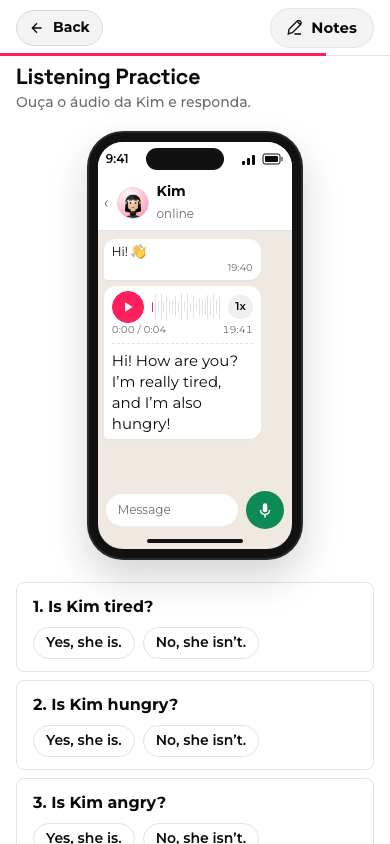 Back
Notes
Listening Practice
Ouça o áudio da Kim e responda.
9:41
Kim
online
Hi! 👋
19:40
1x
0:00 / 0:04
19:41
Hi! How are you?
I’m really tired,
and I’m also
hungry!
Message
1. Is Kim tired?
Yes, she is.
No, she isn’t.
2. Is Kim hungry?
Yes, she is.
No, she isn’t.
3. Is Kim angry?
Yes, she is.
No, she isn’t.